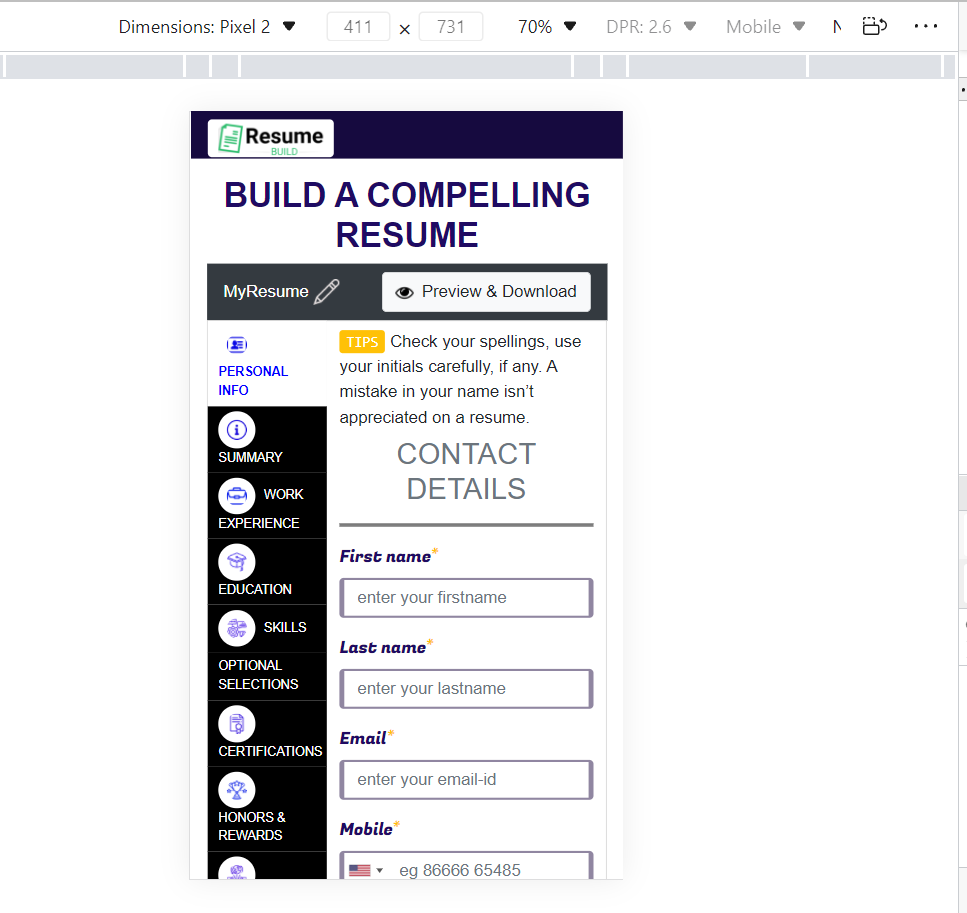 Dimensions: Pixel 2 411 × 731 70% DPR: 2.6 Mobile
Resume
BUILD
BUILD A COMPELLING
RESUME
MyResume Preview & Download
PERSONAL
INFO
SUMMARY
WORK
EXPERIENCE
EDUCATION
SKILLS
OPTIONAL
SELECTIONS
CERTIFICATIONS
HONORS &
REWARDS
TIPS Check your spellings, use
your initials carefully, if any. A
mistake in your name isn’t
appreciated on a resume.
CONTACT
DETAILS
First name*
enter your firstname
Last name*
enter your lastname
Email*
enter your email-id
Mobile*
eg 86666 65485